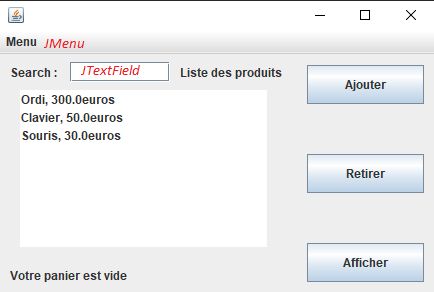 Menu JMenu
Search : JTextField Liste des produits
Ajouter
Ordi, 300.0euros
Clavier, 50.0euros
Souris, 30.0euros
Retirer
Afficher
Votre panier est vide